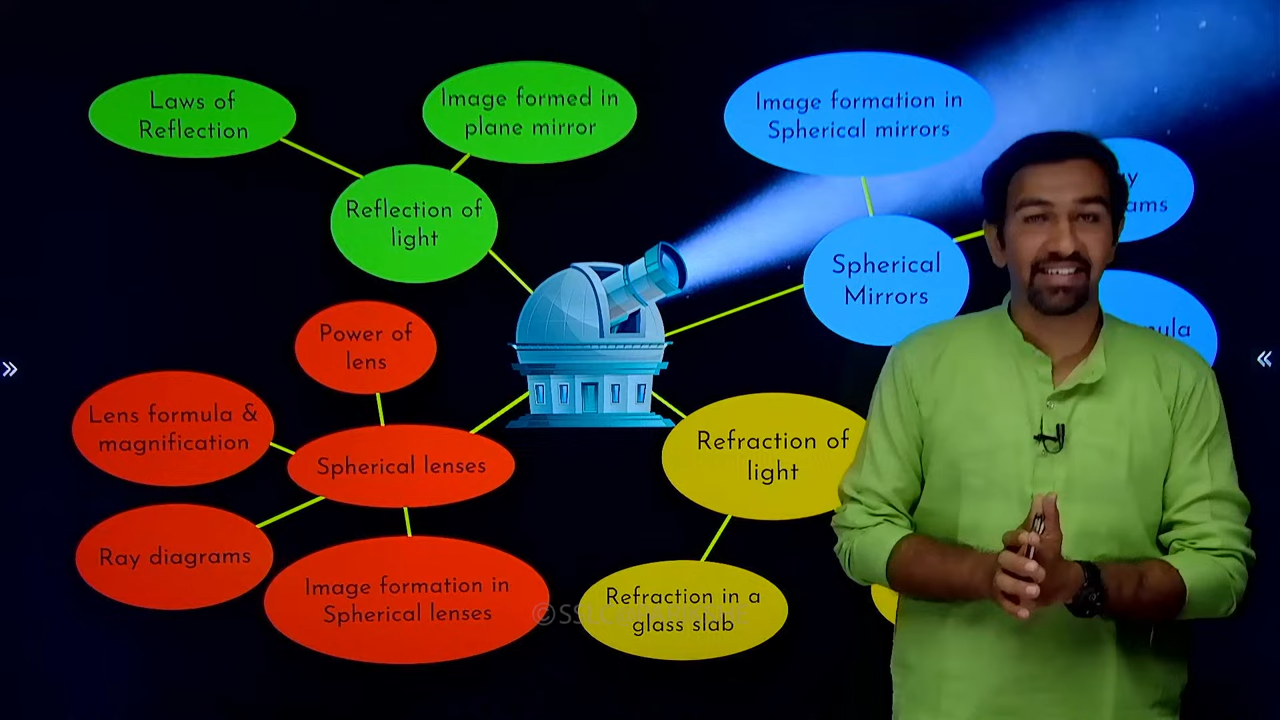 Laws of
Reflection
Image formed in
plane mirror
Image formation in
Spherical mirrors
Reflection of
light
Spherical
Mirrors
Power of
lens
Lens formula &
magnification
Spherical lenses
Refraction of
light
Ray diagrams
Image formation in
Spherical lenses
Refraction in a
glass slab